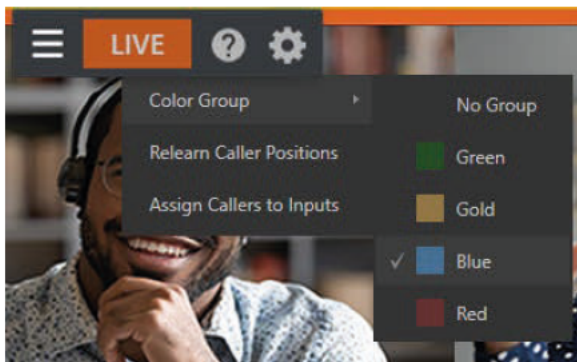 LIVE ?
Color Group
No Group
Relearn Caller Positions
Green
Assign Callers to Inputs
Gold
Blue
Red